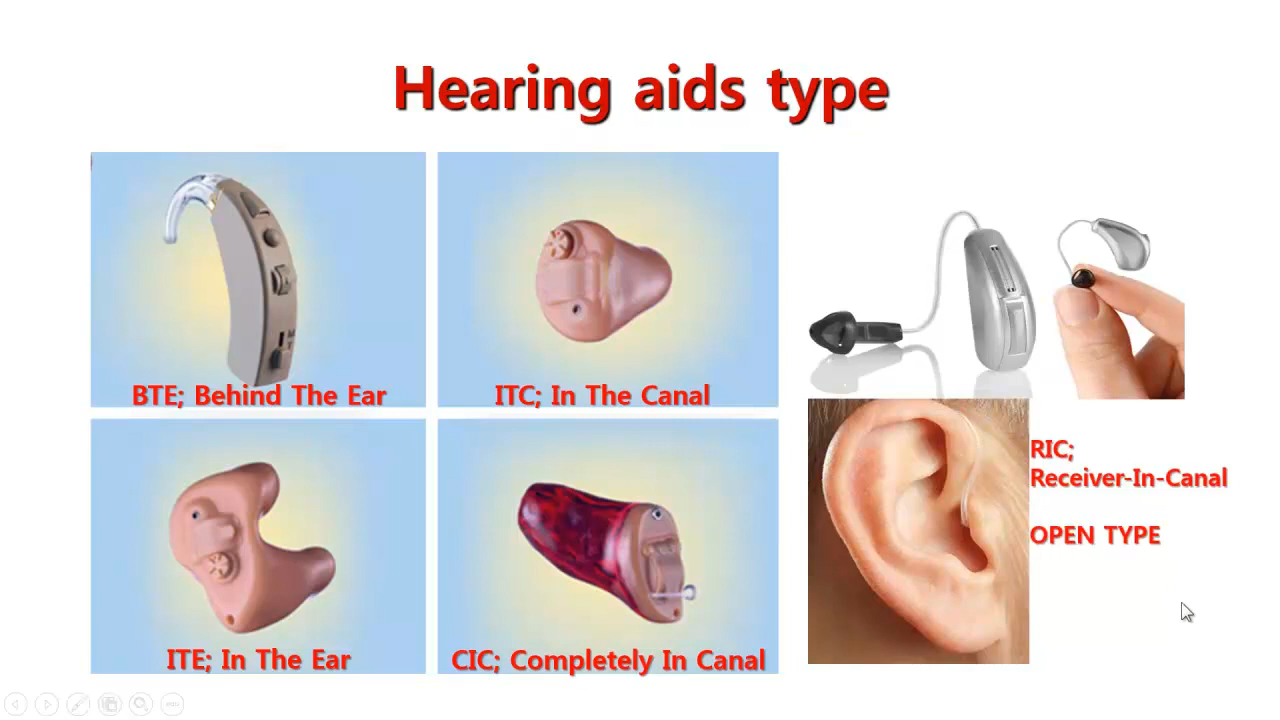 Hearing aids type
BTE; Behind The Ear
ITC; In The Canal
ITE; In The Ear
CIC; Completely In Canal
RIC;
Receiver-In-Canal
OPEN TYPE